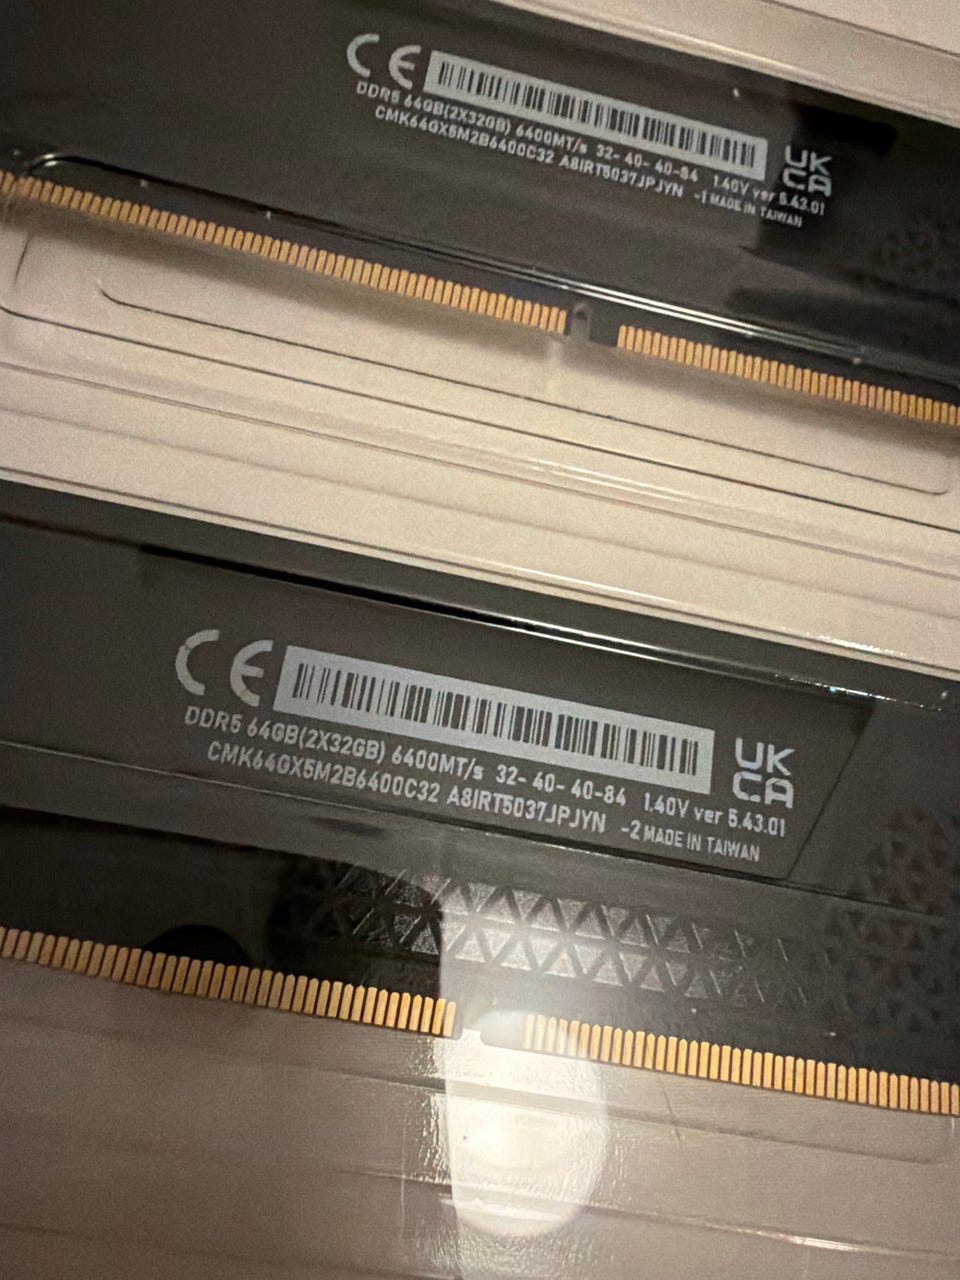 CE
DDR5 64GB(2X32GB) 6400MT/s 32-40-40-84 1.40V ver 5.43.01
CMK64GX5M2B6400C32 A8IRT5037JPJYN -1 MADE IN TAIWAN
UK
CA
CE
DDR5 64GB(2X32GB) 6400MT/s 32-40-40-84 1.40V ver 5.43.01
CMK64GX5M2B6400C32 A8IRT5037JPJYN -2 MADE IN TAIWAN
UK
CA